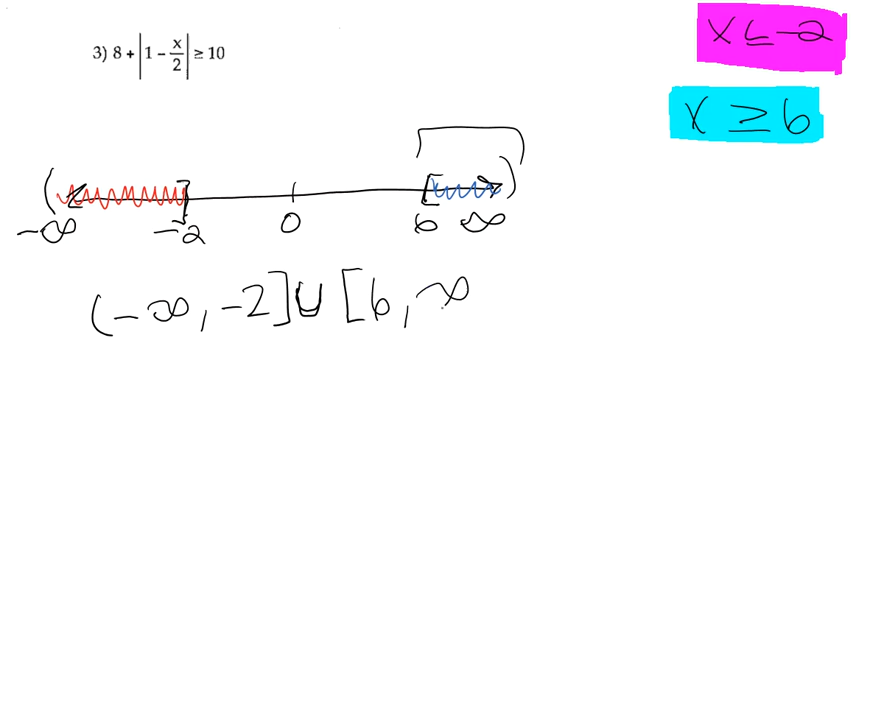 3) 8 + |1 − x/2| ≥ 10
x ≤ -2
x ≥ 6
( [ )
] [ )
-∞ -2 0 6 ∞
(-∞, -2] ∪ [6, ∞